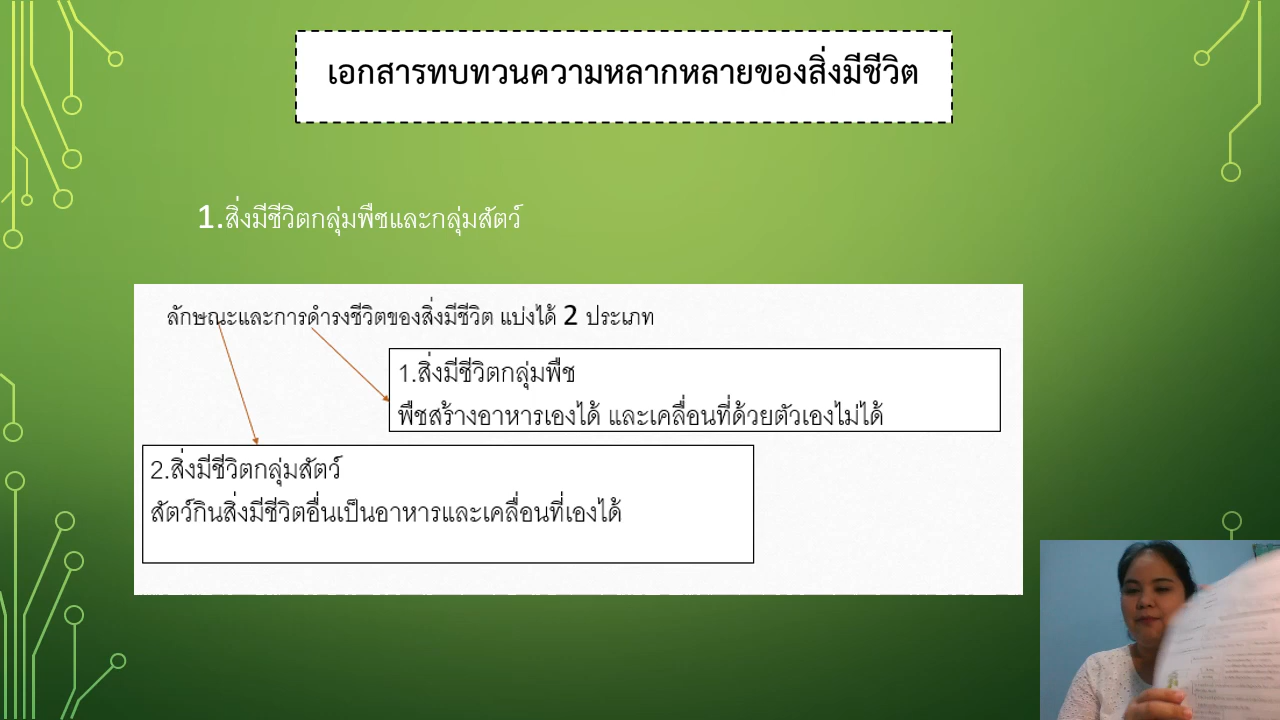 เอกสารทบทวนความหลากหลายของสิ่งมีชีวิต
1.สิ่งมีชีวิตกลุ่มพืชและกลุ่มสัตว์
ลักษณะและการดำรงชีวิตของสิ่งมีชีวิต แบ่งได้ 2 ประเภท
1.สิ่งมีชีวิตกลุ่มพืช
พืชสร้างอาหารเองได้ และเคลื่อนที่ด้วยตัวเองไม่ได้
2.สิ่งมีชีวิตกลุ่มสัตว์
สัตว์กินสิ่งมีชีวิตอื่นเป็นอาหารและเคลื่อนที่เองได้